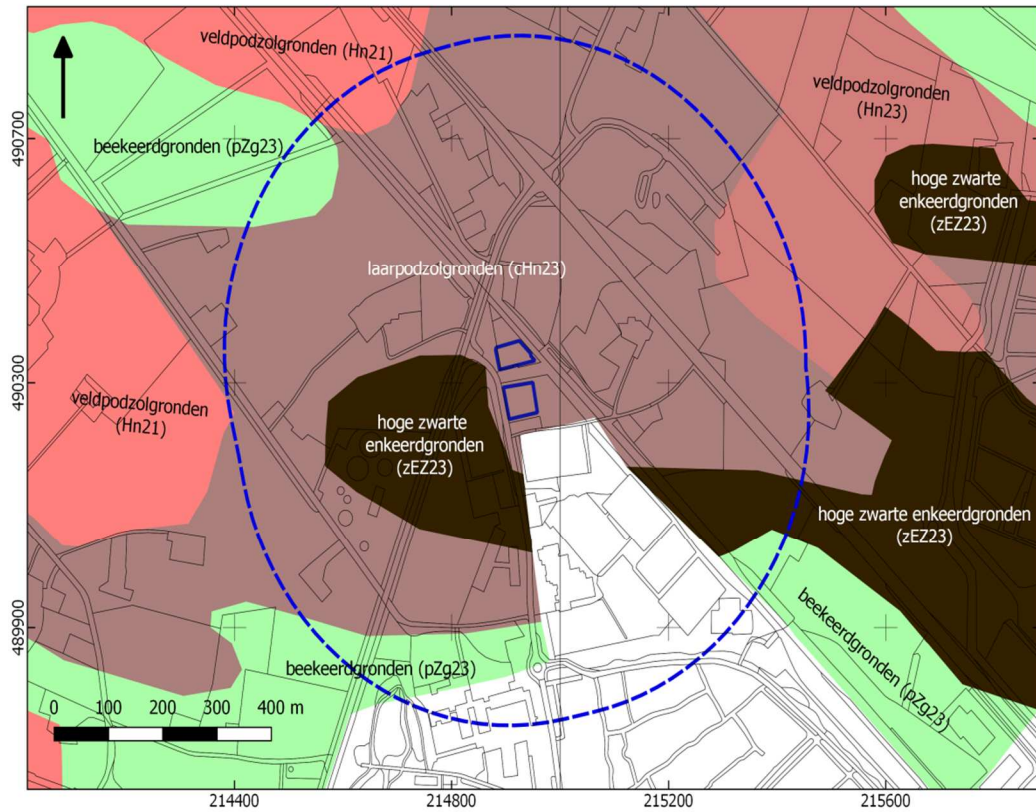 veldpodzolgronden (Hn21)
veldpodzolgronden
(Hn23)
490700
beekeerdgronden (pZg23)
hoge zwarte
enkeerdgronden
(zEZ23)
laarpodzolgronden (cHn23)
490300
veldpodzolgronden
(Hn21)
hoge zwarte
enkeerdgronden
(zEZ23)
hoge zwarte enkeerdgronden
(zEZ23)
489900
beekeerdgronden (pZg23)
beekeerdgronden (pZg23)
0 100 200 300 400 m
214400 214800 215200 215600